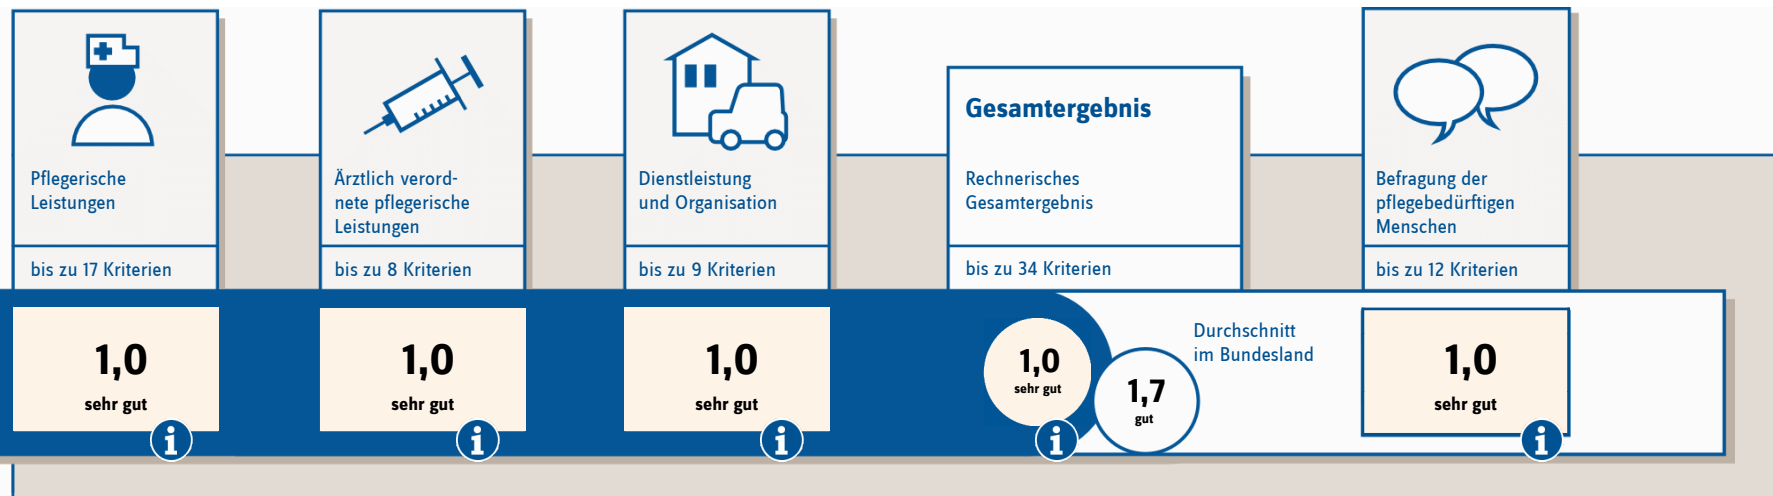 Pflegerische
Leistungen
bis zu 17 Kriterien
1,0
sehr gut
i
Ärztlich verord-
nete pflegerische
Leistungen
bis zu 8 Kriterien
1,0
sehr gut
i
Dienstleistung
und Organisation
bis zu 9 Kriterien
1,0
sehr gut
i
Gesamtergebnis
Rechnerisches
Gesamtergebnis
bis zu 34 Kriterien
1,0
sehr gut
i
1,7
gut
Durchschnitt
im Bundesland
Befragung der
pflegebedürftigen
Menschen
bis zu 12 Kriterien
1,0
sehr gut
i